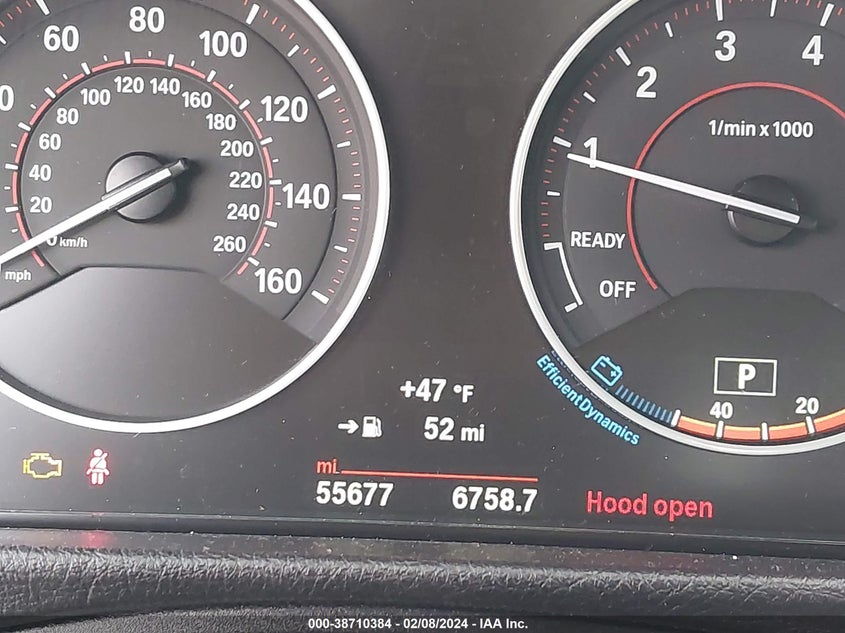 60 80 100 120 140 160
0
mph
20 40 60 80 100 120 140 160 180 200 220 240 260
0 km/h
1 2 3 4
1/min x 1000
READY
OFF
EfficientDynamics
P
40 20
+47 °F
52 mi
mi
55677 6758.7
Hood open
000-38710384 - 02/08/2024 - IAA Inc.